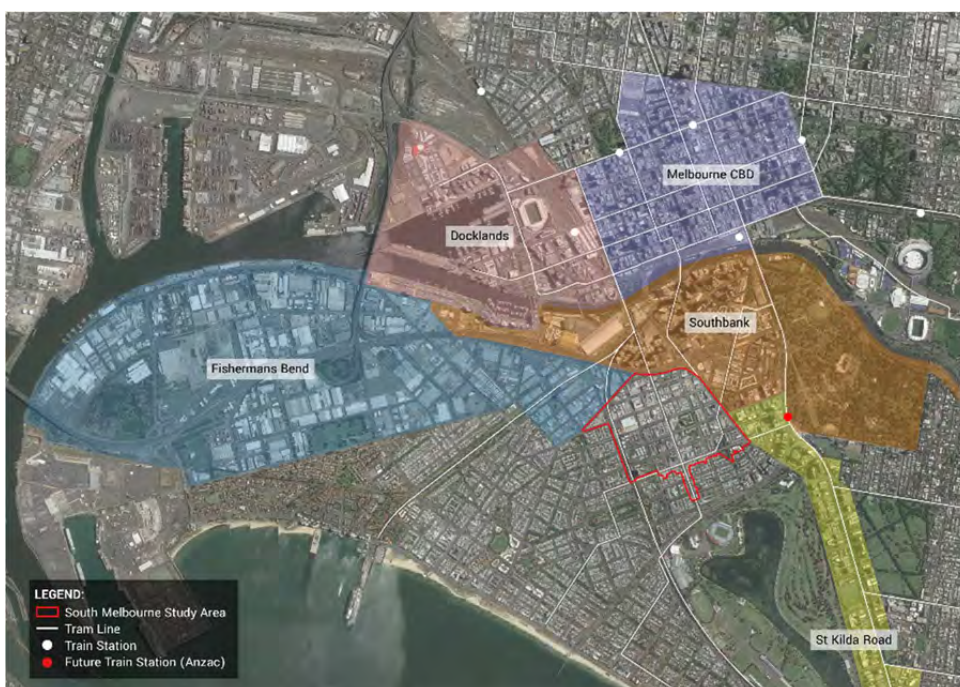 Melbourne CBD
Docklands
Southbank
Fishermans Bend
St Kilda Road
LEGEND:
South Melbourne Study Area
Tram Line
Train Station
Future Train Station (Anzac)